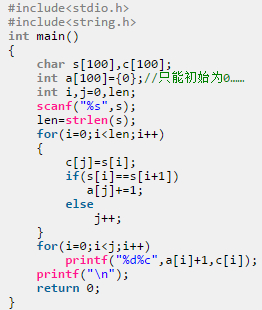 #include<stdio.h>
#include<string.h>
int main()
{
char s[100],c[100];
int a[100]={0};//只能初始为0……
int i,j=0,len;
scanf("%s",s);
len=strlen(s);
for(i=0;i<len;i++)
{
c[j]=s[i];
if(s[i]==s[i+1])
a[j]+=1;
else
j++;
}
for(i=0;i<j;i++)
printf("%d%c",a[i]+1,c[i]);
printf("\n");
return 0;
}